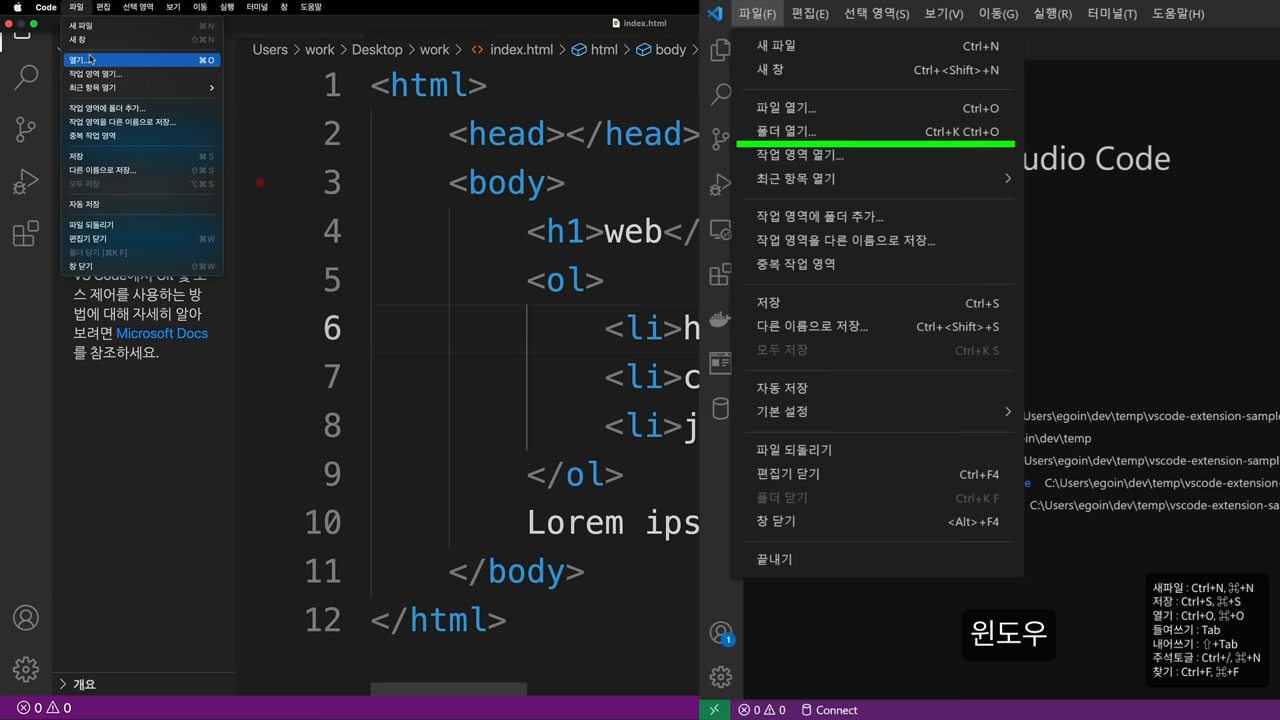 Code 파일 편집 선택 영역 보기 이동 실행 터미널 창 도움말
새 파일 ⌘N
새 창 ⇧⌘N
열기... ⌘O
작업 영역 열기...
최근 항목 열기
작업 영역에 폴더 추가...
작업 영역을 다른 이름으로 저장...
중복 작업 영역
저장 ⌘S
다른 이름으로 저장... ⇧⌘S
모두 저장 ⌥⌘S
자동 저장
파일 되돌리기
편집기 닫기 ⌘W
폴더 닫기 [⌘K F]
창 닫기 ⇧⌘W
스 제어를 사용하는 방
법에 대해 자세히 알아
보려면 Microsoft Docs
를 참조하세요.
개요
0 0
index.html
Users > work > Desktop > work > <> index.html > html > body
1 <html>
2 <head></head>
3 <body>
4 <h1>web</
5 <ol>
6 <li>h
7 <li>c
8 <li>j
9 </ol>
10 Lorem ips
11 </body>
12 </html>
파일(F) 편집(E) 선택 영역(S) 보기(V) 이동(G) 실행(R) 터미널(T) 도움말(H)
새 파일 Ctrl+N
새 창 Ctrl+<Shift>+N
파일 열기... Ctrl+O
폴더 열기... Ctrl+K Ctrl+O
작업 영역 열기...
최근 항목 열기
작업 영역에 폴더 추가...
작업 영역을 다른 이름으로 저장...
중복 작업 영역
저장 Ctrl+S
다른 이름으로 저장... Ctrl+<Shift>+S
모두 저장 Ctrl+K S
자동 저장
기본 설정
파일 되돌리기
편집기 닫기 Ctrl+F4
폴더 닫기 Ctrl+K F
창 닫기 <Alt>+F4
끝내기
udio Code
Users\egoin\dev\temp\vscode-extension-sampl
in\dev\temp
Users\egoin\dev\temp\vscode-extension-sampl
e C:\Users\egoin\dev\temp\vscode-extension-
C:\Users\egoin\dev\temp\vscode-extension-sa
윈도우
새파일 : Ctrl+N, ⌘+N
저장 : Ctrl+S, ⌘+S
열기 : Ctrl+O, ⌘+O
들여쓰기 : Tab
내어쓰기 : ⇧+Tab
주석토글 : Ctrl+/, ⌘+N
찾기 : Ctrl+F, ⌘+F
1
0 0 Connect